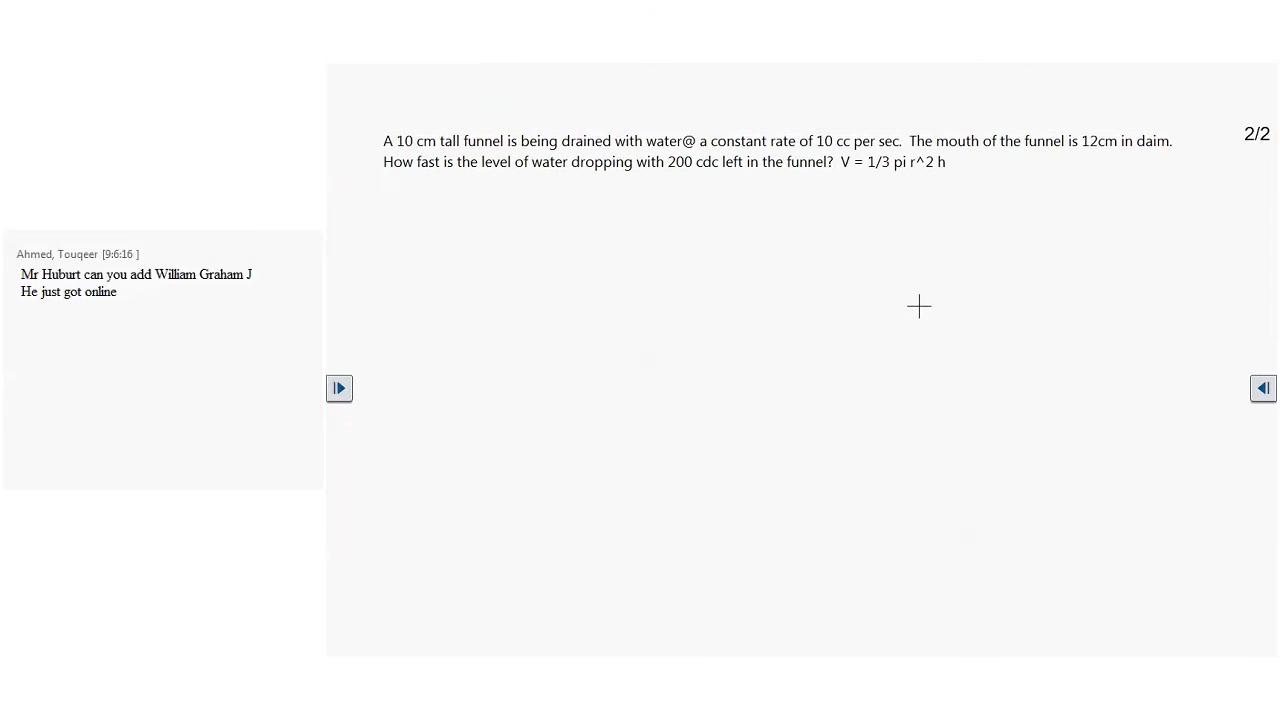 A 10 cm tall funnel is being drained with water@ a constant rate of 10 cc per sec.  The mouth of the funnel is 12cm in daim.
How fast is the level of water dropping with 200 cdc left in the funnel?  V = 1/3 pi r^2 h
2/2
Ahmed, Touqeer [9:6:16 ]
Mr Huburt can you add William Graham J
He just got online